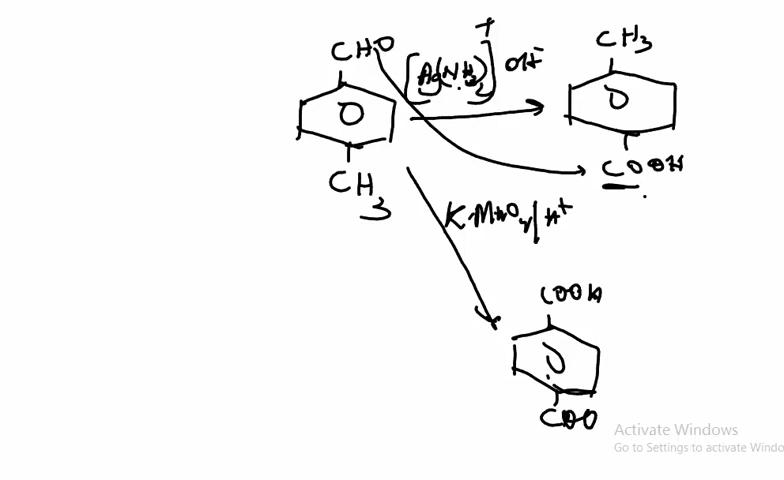 CHO
[Ag(NH3)2]+ OH-
CH3
CH3
COOH
KMnO4/H+
COOH
COO
Activate Windows
Go to Settings to activate Windo